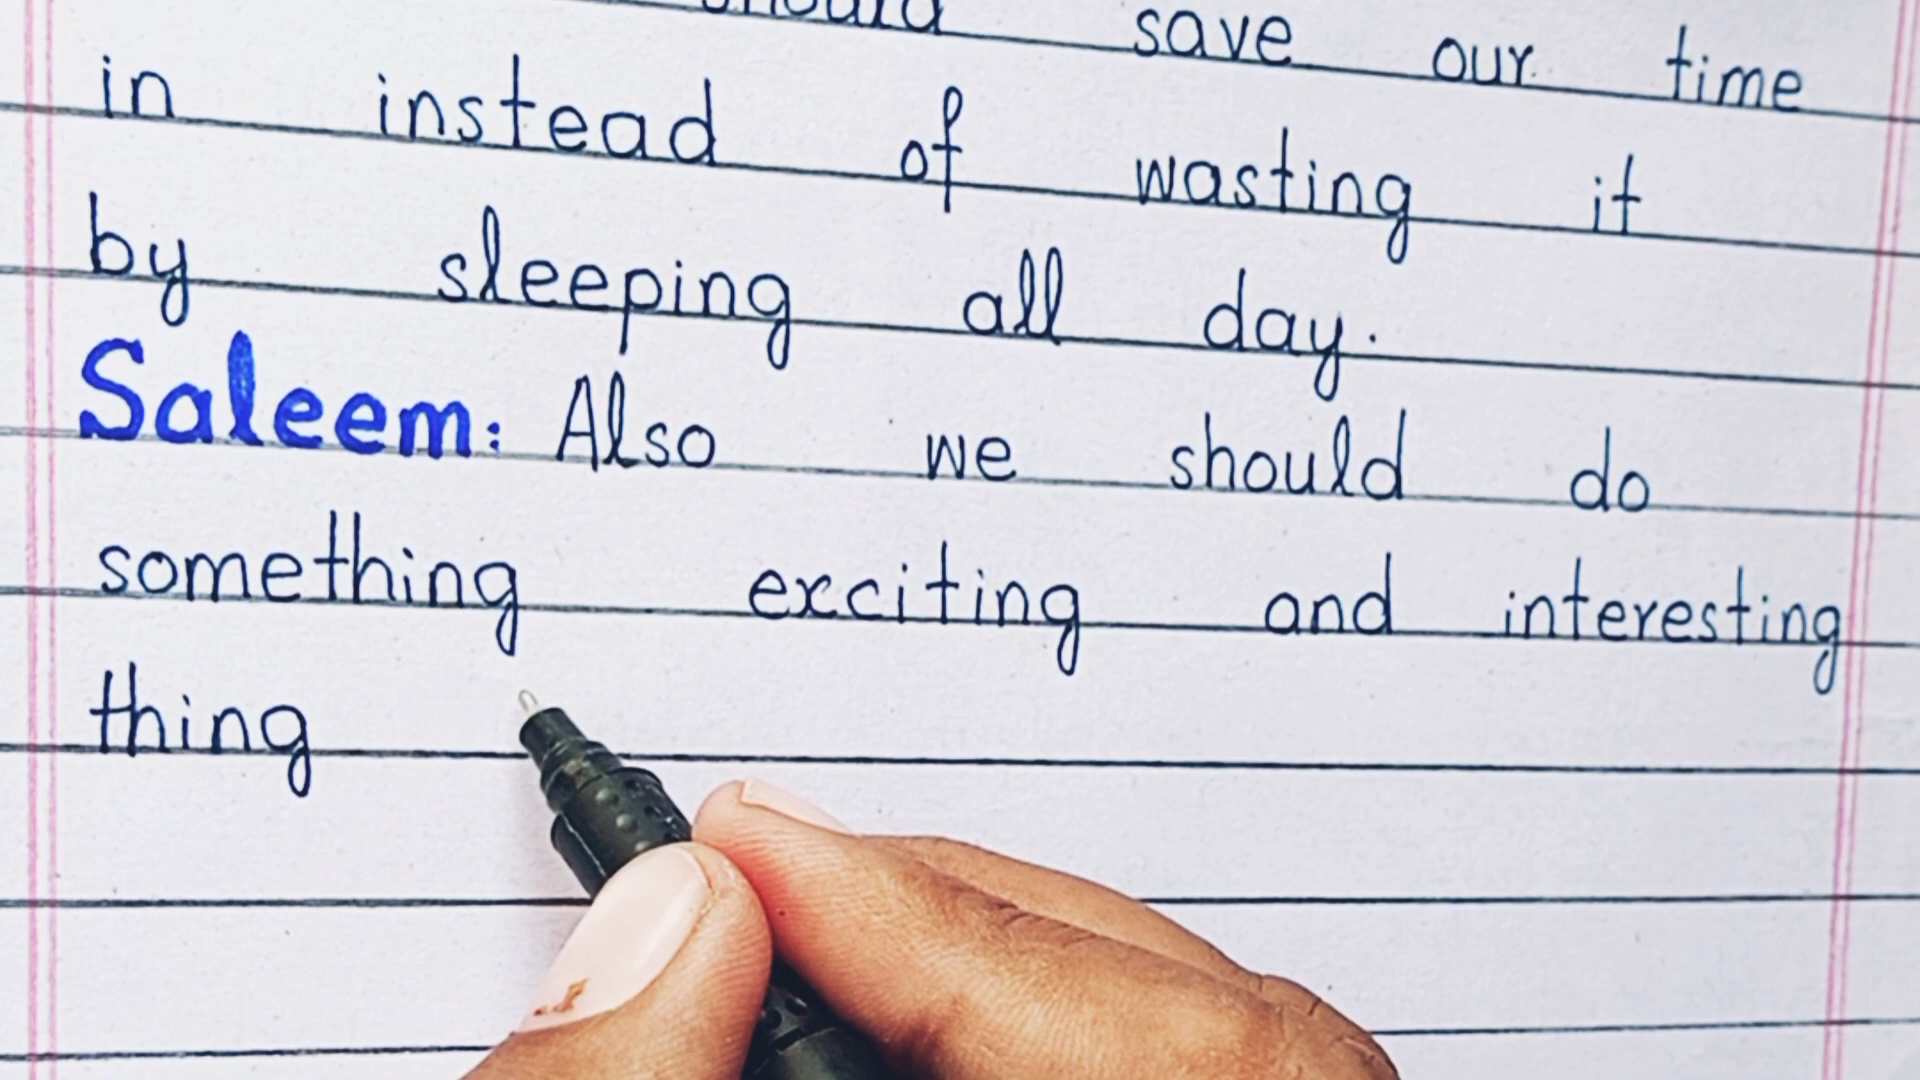 should save our time
in instead of wasting it
by sleeping all day.
Saleem: Also we should do
something exciting and interesting
thing